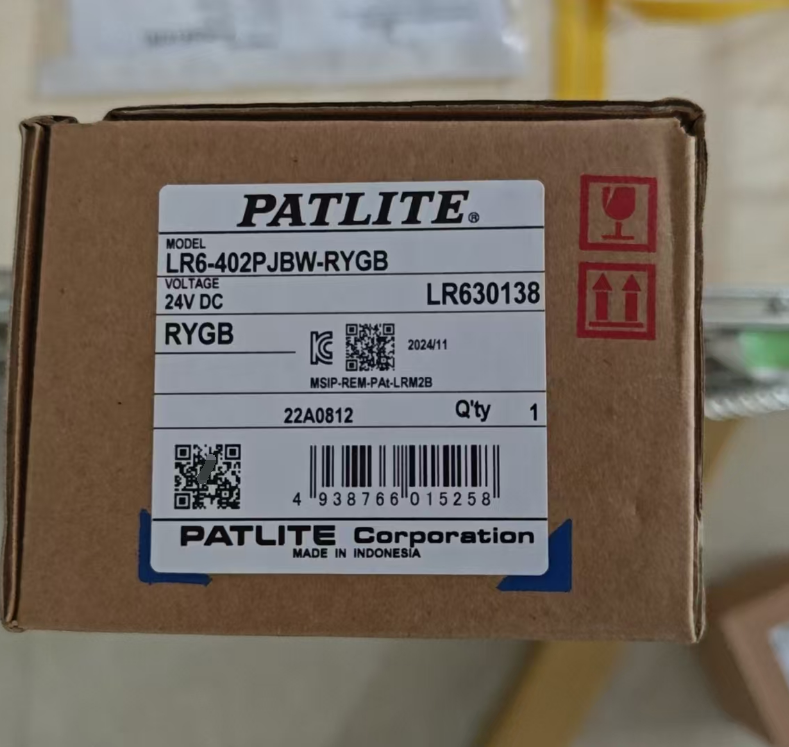 PATLITE®
MODEL
LR6-402PJBW-RYGB
VOLTAGE
24V DC
LR630138
RYGB
2024/11
MSIP-REM-PAt-LRM2B
22A0812 Q'ty 1
4 938766 015258
PATLITE Corporation
MADE IN INDONESIA